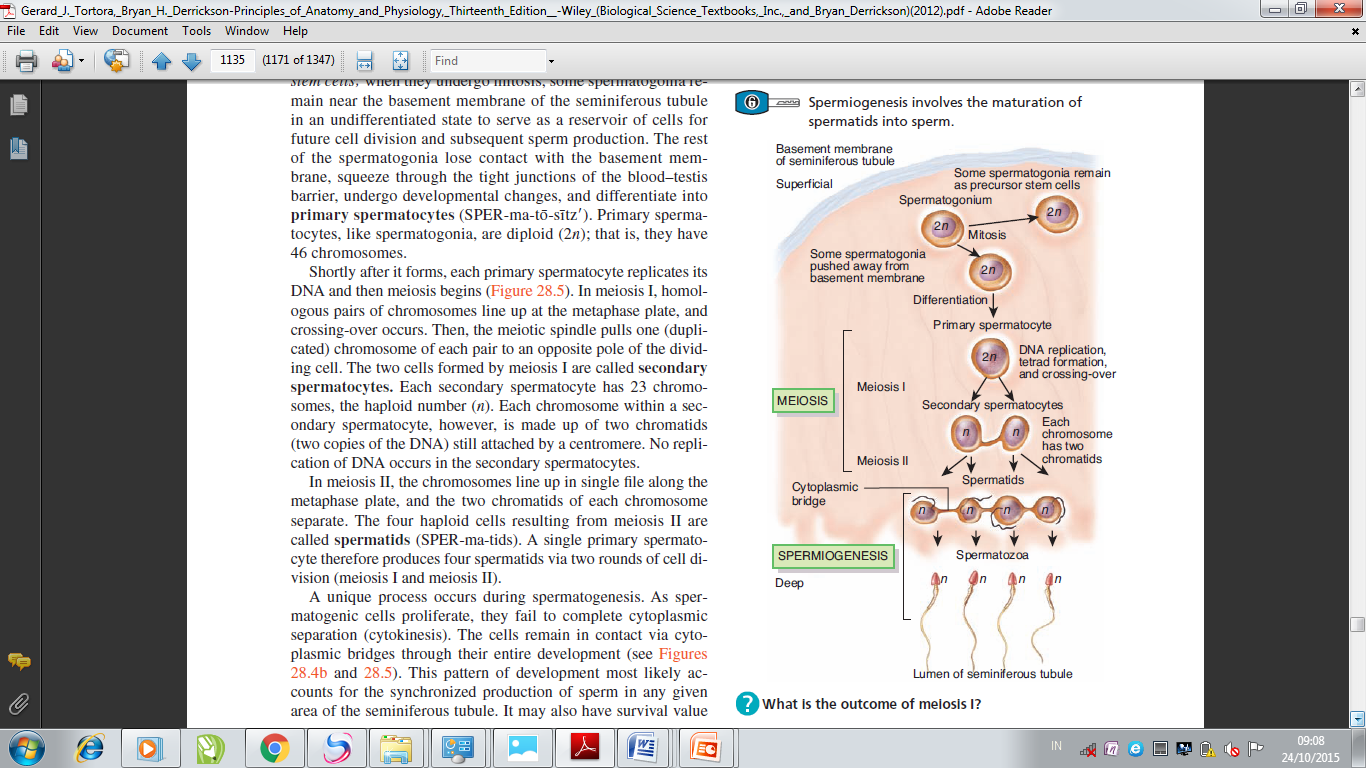 Gerard_J._Tortora,_Bryan_H._Derrickson-Principles_of_Anatomy_and_Physiology,_Thirteenth_Edition__-Wiley_(Biological_Science_Textbooks,_Inc.,_and_Bryan_Derrickson)(2012).pdf - Adobe Reader
File Edit View Document Tools Window Help
1135 (1171 of 1347) Find
stem cells; when they undergo mitosis, some spermatogonia re-
main near the basement membrane of the seminiferous tubule
in an undifferentiated state to serve as a reservoir of cells for
future cell division and subsequent sperm production. The rest
of the spermatogonia lose contact with the basement mem-
brane, squeeze through the tight junctions of the blood–testis
barrier, undergo developmental changes, and differentiate into
primary spermatocytes (SPER-ma-tō-sītz′). Primary sperma-
tocytes, like spermatogonia, are diploid (2n); that is, they have
46 chromosomes.
Shortly after it forms, each primary spermatocyte replicates its
DNA and then meiosis begins (Figure 28.5). In meiosis I, homol-
ogous pairs of chromosomes line up at the metaphase plate, and
crossing-over occurs. Then, the meiotic spindle pulls one (dupli-
cated) chromosome of each pair to an opposite pole of the divid-
ing cell. The two cells formed by meiosis I are called secondary
spermatocytes. Each secondary spermatocyte has 23 chromo-
somes, the haploid number (n). Each chromosome within a sec-
ondary spermatocyte, however, is made up of two chromatids
(two copies of the DNA) still attached by a centromere. No repli-
cation of DNA occurs in the secondary spermatocytes.
In meiosis II, the chromosomes line up in single file along the
metaphase plate, and the two chromatids of each chromosome
separate. The four haploid cells resulting from meiosis II are
called spermatids (SPER-ma-tids). A single primary spermato-
cyte therefore produces four spermatids via two rounds of cell di-
vision (meiosis I and meiosis II).
A unique process occurs during spermatogenesis. As sper-
matogenic cells proliferate, they fail to complete cytoplasmic
separation (cytokinesis). The cells remain in contact via cyto-
plasmic bridges through their entire development (see Figures
28.4b and 28.5). This pattern of development most likely ac-
counts for the synchronized production of sperm in any given
area of the seminiferous tubule. It may also have survival value
Spermiogenesis involves the maturation of
spermatids into sperm.
Basement membrane
of seminiferous tubule
Superficial
Some spermatogonia remain
as precursor stem cells
Spermatogonium
2n
2n
Mitosis
Some spermatogonia
pushed away from
basement membrane
2n
Differentiation
Primary spermatocyte
2n
DNA replication,
tetrad formation,
and crossing-over
Meiosis I
MEIOSIS
Secondary spermatocytes
n n
Each
chromosome
has two
chromatids
Meiosis II
Spermatids
Cytoplasmic
bridge
n n n n
SPERMIOGENESIS
Spermatozoa
Deep
n n n n
Lumen of seminiferous tubule
? What is the outcome of meiosis I?
IN
09:08
24/10/2015